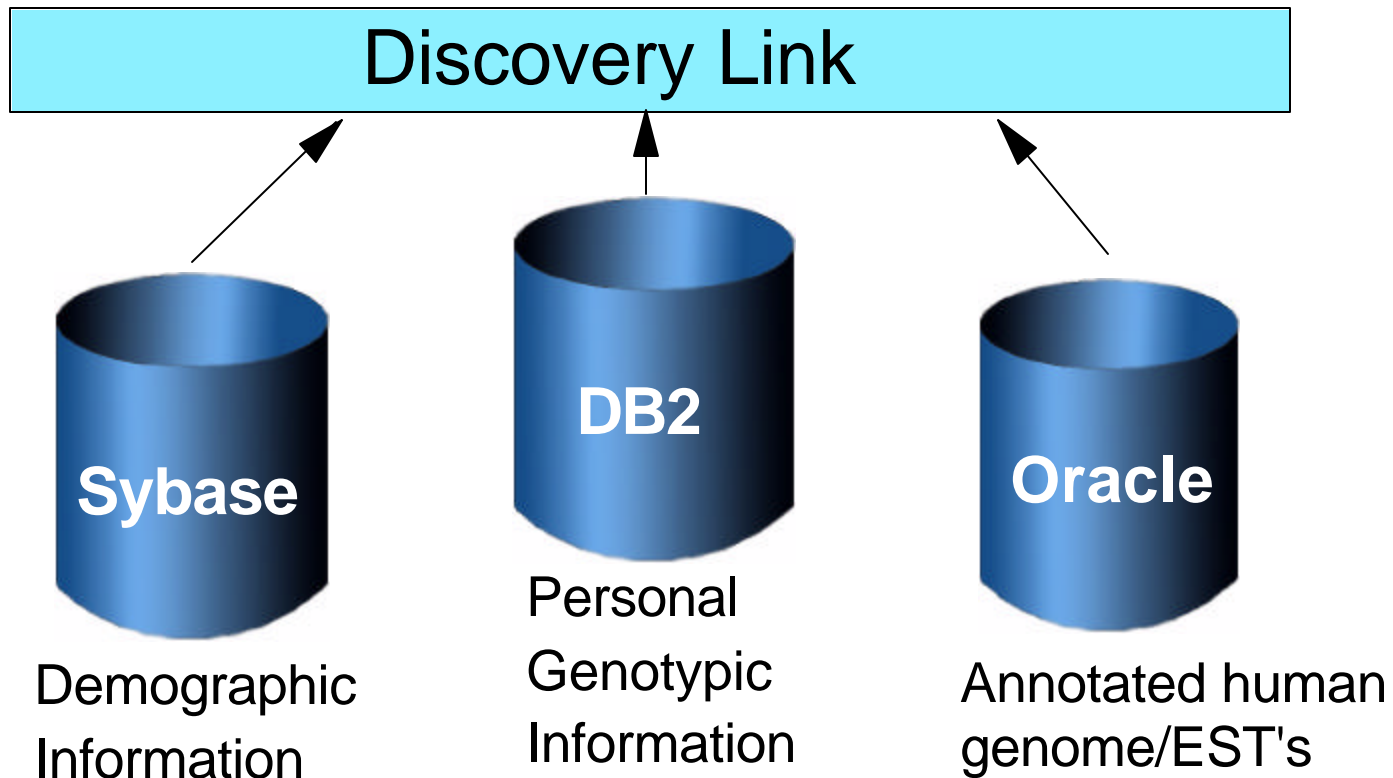 Discovery Link
Sybase
Demographic
Information
DB2
Personal
Genotypic
Information
Oracle
Annotated human
genome/EST's